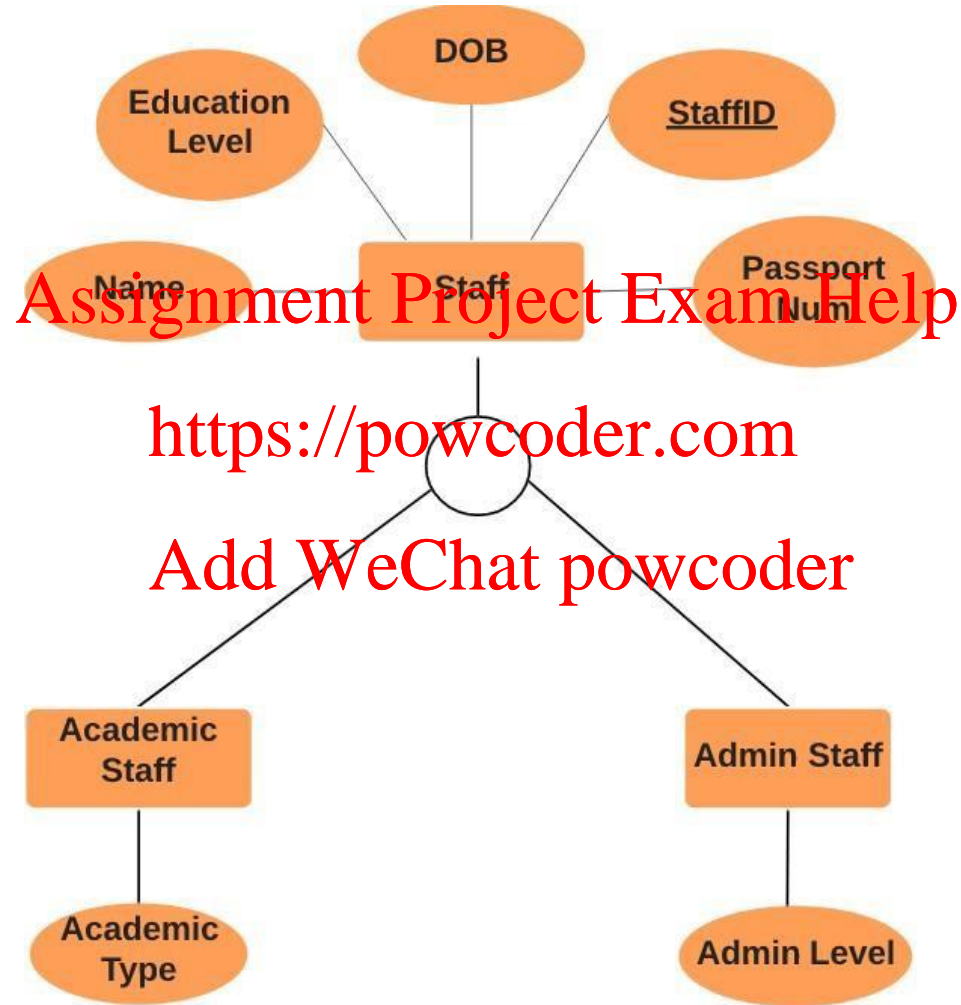 DOB
Education
Level
StaffID
Name
Staff
Passport
Num
Assignment Project Exam Help
https://powcoder.com
Add WeChat powcoder
Academic
Staff
Admin Staff
Academic
Type
Admin Level